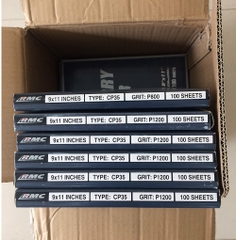 RY
9x11"
RMC 9x11 INCHES TYPE: CP35 GRIT: P800 100 SHEETS
RMC 9x11 INCHES TYPE: CP35 GRIT: P1200 100 SHEETS
RMC 9x11 INCHES TYPE: CP35 GRIT: P1200 100 SHEETS
RMC 9x11 INCHES TYPE: CP35 GRIT: P1200 100 SHEETS
RMC 9x11 INCHES TYPE: CP35 GRIT: P1200 100 SHEETS
RMC 9x11 INCHES TYPE: CP35 GRIT: P1200 100 SHEETS